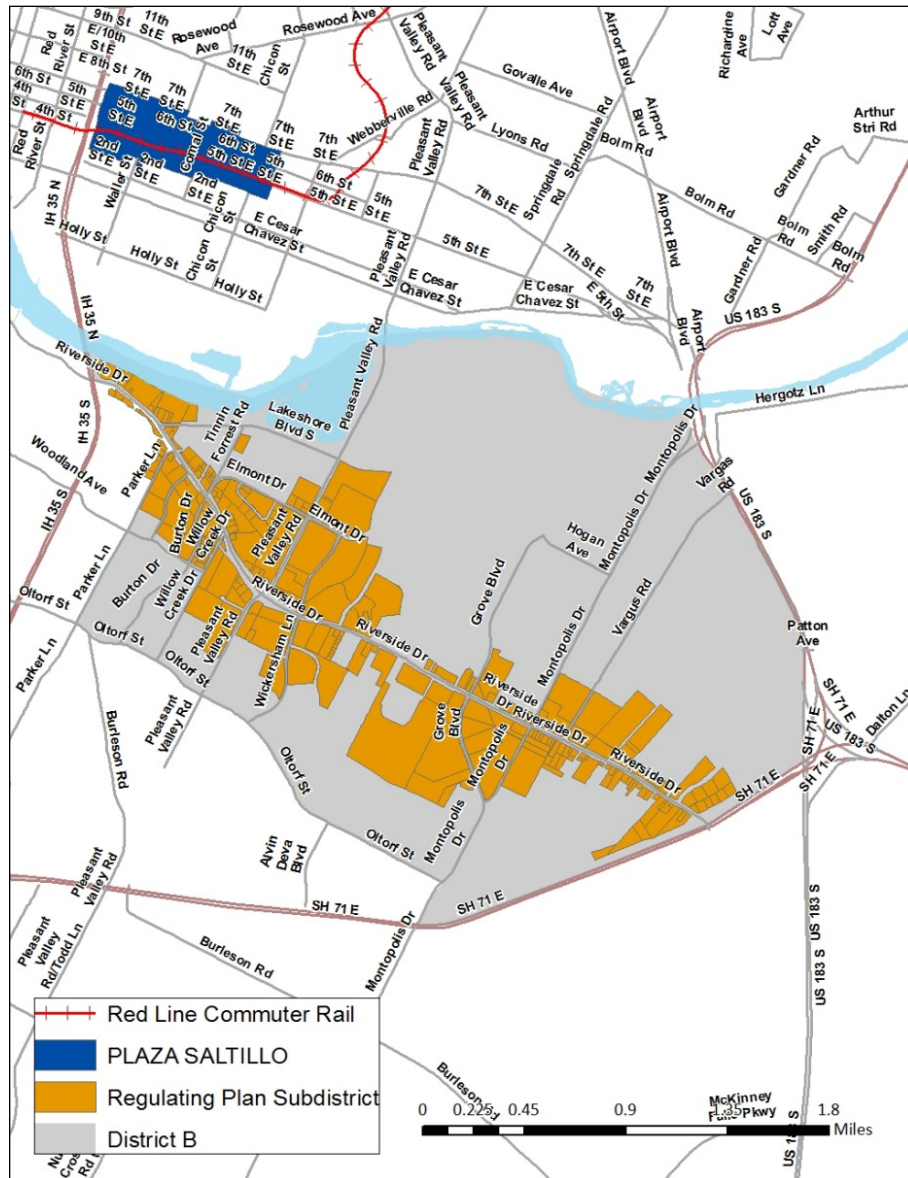 9th St
E/10th
St E
11th
St E
Rosewood
Ave
Rosewood Ave
Red
River St
E 8th St
7th
St E
7th
St E
11th
St E
Chicon
St
6th St
4th
St
5th
St E
4th St
5th
St E
6th St
Comal St
7th
St E
6th
St E
5th
St E
5th
St E
7th
St E
7th
St E
Webberville Rd
6th St
5th St E
5th
St E
Red
River St
2nd
St E
2nd
St E
2nd
St E
Waller St
Chicon
St
Chicon
St
IH 35 N
Holly St
Holly St
E Cesar
Chavez St
E Cesar
Chavez St
E Cesar
Chavez St
Pleasant
Valley Rd
Pleasant
Valley Rd
Pleasant
Valley Rd
Pleasant
Valley Rd
Govalle Ave
Lyons Rd
Springdale Rd
Springdale
Rd
Airport Blvd
Airport
Blvd
Airport Blvd
Airport
Blvd
Richardine
Ave
Loft
Ave
Arthur
Stri Rd
Bolm Rd
Bolm Rd
Bolm
Rd
Bolm
Rd
Smith Rd
Gardner Rd
Gardner Rd
7th St E
7th St E
7th
St E
5th St E
E 5th St
US 183 S
Hergotz Ln
IH 35 N
Riverside Dr
IH 35 S
IH 35 S
Woodland Ave
Parker Ln
Tinnin
Forrest Rd
Lakeshore
Blvd S
Pleasant Valley Rd
Elmont Dr
Elmont Dr
Burton Dr
Willow
Creek Dr
Pleasant
Valley Rd
Riverside Dr
Riverside Dr
Montopolis Dr
Montopolis Dr
Vargas
Rd
US 183 S
Hogan
Ave
Grove Blvd
Vargus Rd
Parker Ln
Burton Dr
Willow
Creek Dr
Pleasant
Valley Rd
Wickersham Ln
Oltorf St
Oltorf St
Oltorf St
Parker Ln
Pleasant
Valley Rd
Burleson Rd
Montopolis Dr
Riverside
Dr
Riverside Dr
Riverside Dr
Grove
Blvd
Montopolis
Dr
Patton
Ave
SH 71 E
SH 71 E
SH 71 E
SH 71 E
US 183 S
Dalton Ln
Oltorf St
Oltorf St
Montopolis
Dr
Alvin
Deva
Blvd
SH 71 E
SH 71 E
Pleasant
Valley Rd
Pleasant
Valley
Rd/Todd Ln
Burleson Rd
Montopolis Dr
US 183 S
US 183 S
Burleson Rd
McKinney
Falls Pkwy
Red Line Commuter Rail
PLAZA SALTILLO
Regulating Plan Subdistrict
District B
0 0.225 0.45 0.9 1.35 1.8
Miles